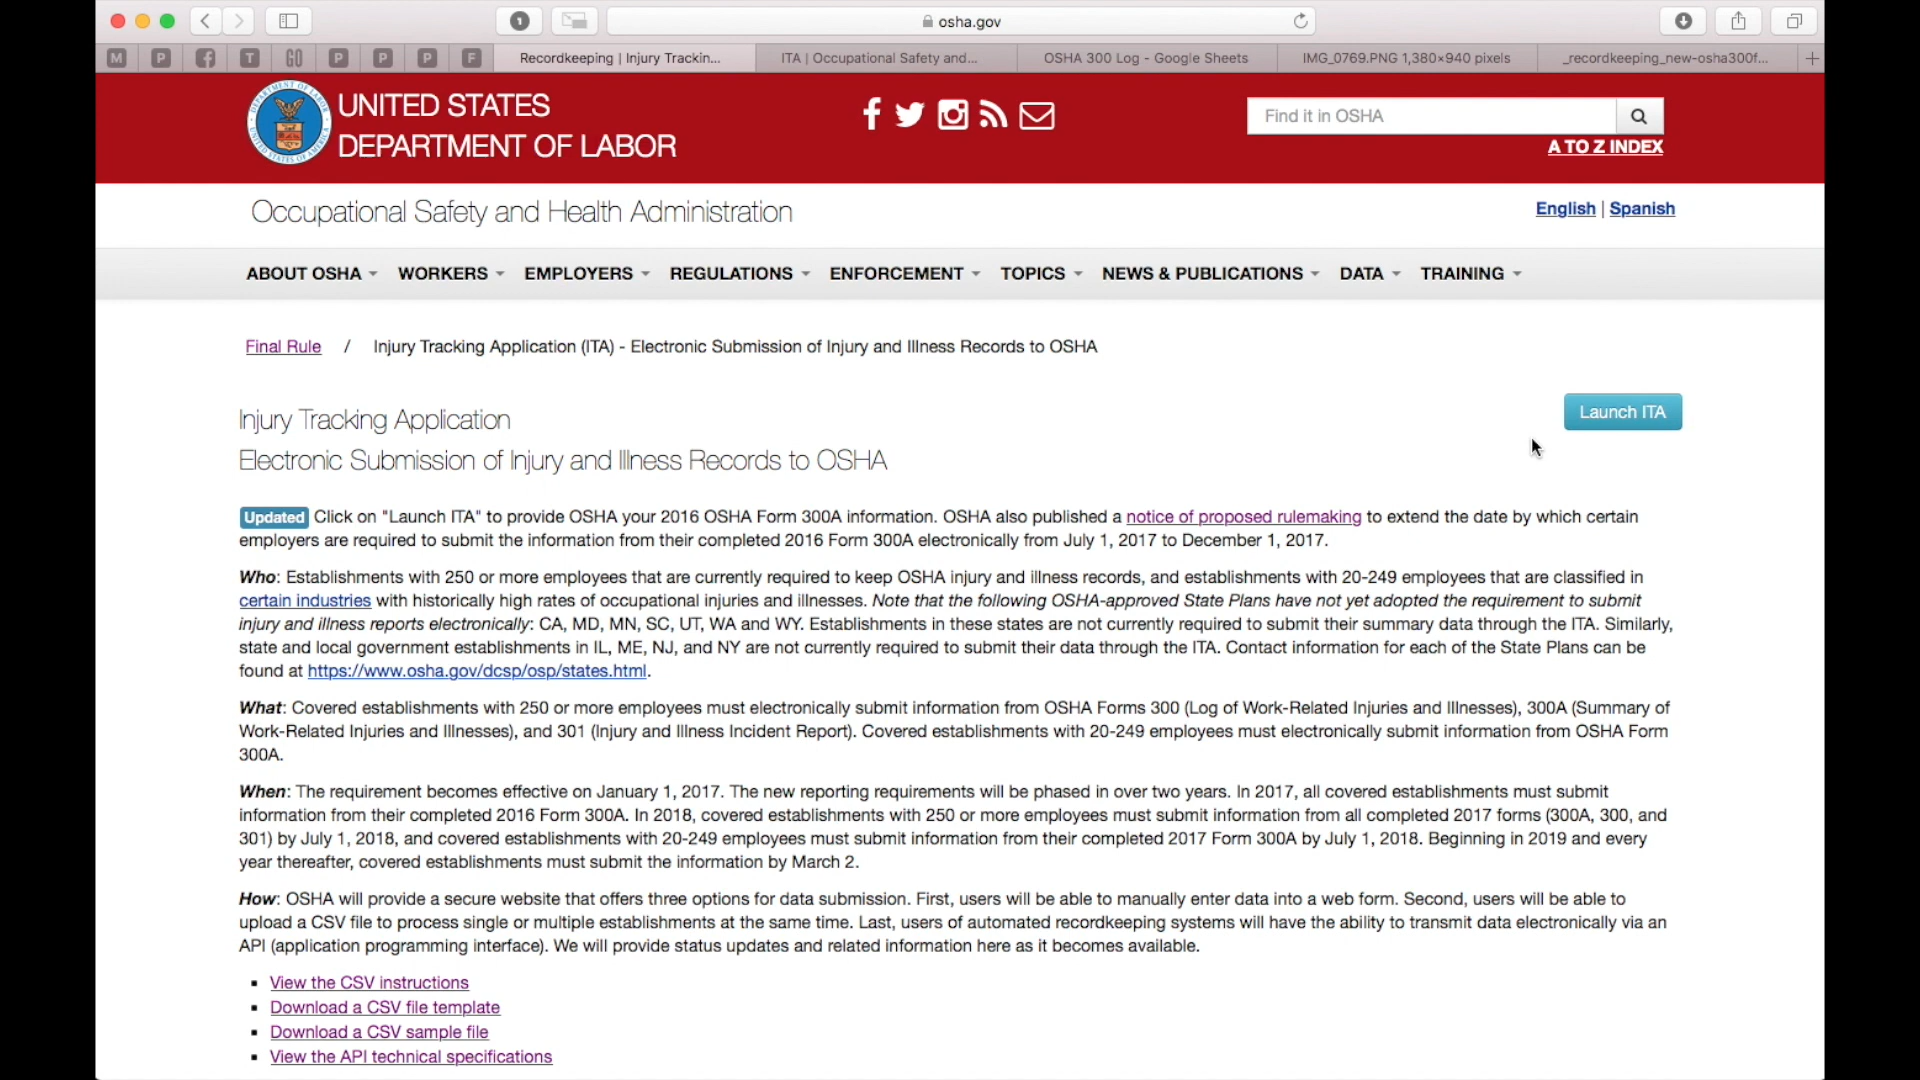 1
osha.gov
M P T GO P P P F
Recordkeeping | Injury Trackin...
ITA | Occupational Safety and...
OSHA 300 Log - Google Sheets
IMG_0769.PNG 1,380×940 pixels
_recordkeeping_new-osha300f...
UNITED STATES
DEPARTMENT OF LABOR
DEPARTMENT OF LABOR
UNITED STATES OF AMERICA
Find it in OSHA
A TO Z INDEX
Occupational Safety and Health Administration
English | Spanish
ABOUT OSHA WORKERS EMPLOYERS REGULATIONS ENFORCEMENT TOPICS NEWS & PUBLICATIONS DATA TRAINING
Final Rule / Injury Tracking Application (ITA) - Electronic Submission of Injury and Illness Records to OSHA
Launch ITA
Injury Tracking Application
Electronic Submission of Injury and Illness Records to OSHA
Updated Click on "Launch ITA" to provide OSHA your 2016 OSHA Form 300A information. OSHA also published a notice of proposed rulemaking to extend the date by which certain
employers are required to submit the information from their completed 2016 Form 300A electronically from July 1, 2017 to December 1, 2017.
Who: Establishments with 250 or more employees that are currently required to keep OSHA injury and illness records, and establishments with 20-249 employees that are classified in
certain industries with historically high rates of occupational injuries and illnesses. Note that the following OSHA-approved State Plans have not yet adopted the requirement to submit
injury and illness reports electronically: CA, MD, MN, SC, UT, WA and WY. Establishments in these states are not currently required to submit their summary data through the ITA. Similarly,
state and local government establishments in IL, ME, NJ, and NY are not currently required to submit their data through the ITA. Contact information for each of the State Plans can be
found at https://www.osha.gov/dcsp/osp/states.html.
What: Covered establishments with 250 or more employees must electronically submit information from OSHA Forms 300 (Log of Work-Related Injuries and Illnesses), 300A (Summary of
Work-Related Injuries and Illnesses), and 301 (Injury and Illness Incident Report). Covered establishments with 20-249 employees must electronically submit information from OSHA Form
300A.
When: The requirement becomes effective on January 1, 2017. The new reporting requirements will be phased in over two years. In 2017, all covered establishments must submit
information from their completed 2016 Form 300A. In 2018, covered establishments with 250 or more employees must submit information from all completed 2017 forms (300A, 300, and
301) by July 1, 2018, and covered establishments with 20-249 employees must submit information from their completed 2017 Form 300A by July 1, 2018. Beginning in 2019 and every
year thereafter, covered establishments must submit the information by March 2.
How: OSHA will provide a secure website that offers three options for data submission. First, users will be able to manually enter data into a web form. Second, users will be able to
upload a CSV file to process single or multiple establishments at the same time. Last, users of automated recordkeeping systems will have the ability to transmit data electronically via an
API (application programming interface). We will provide status updates and related information here as it becomes available.
View the CSV instructions
Download a CSV file template
Download a CSV sample file
View the API technical specifications